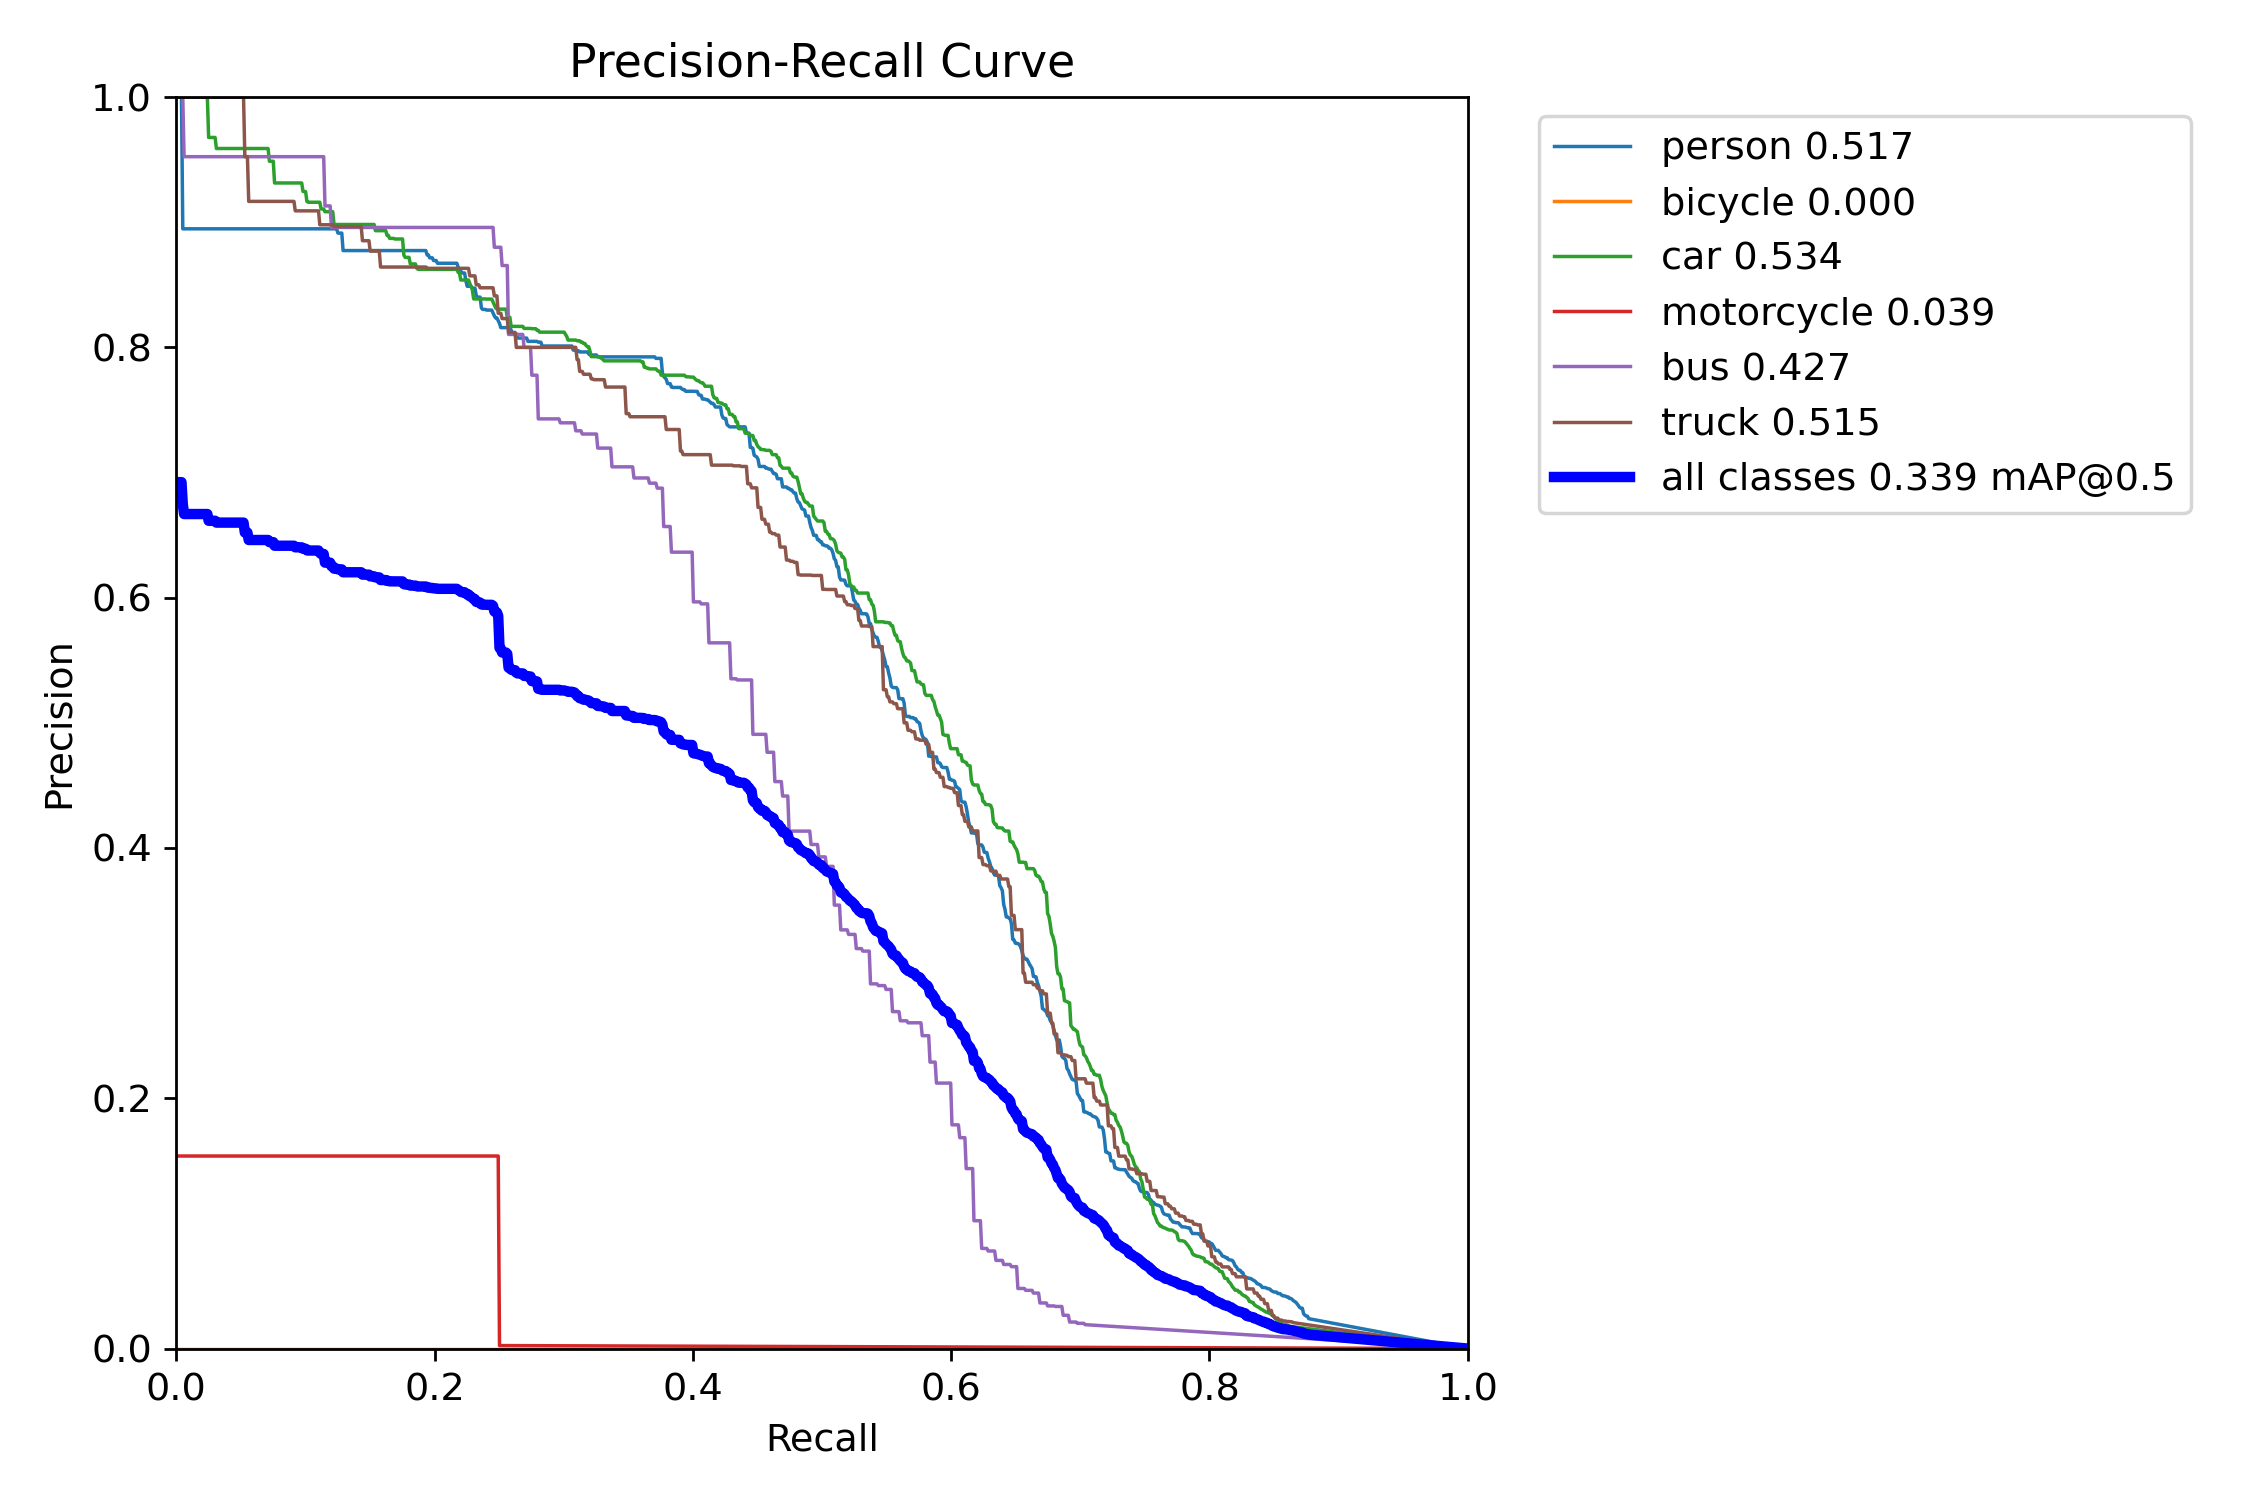 Precision-Recall Curve
1.0
0.8
0.6
0.4
0.2
0.0
Precision
0.0 0.2 0.4 0.6 0.8 1.0
Recall
person 0.517
bicycle 0.000
car 0.534
motorcycle 0.039
bus 0.427
truck 0.515
all classes 0.339 mAP@0.5